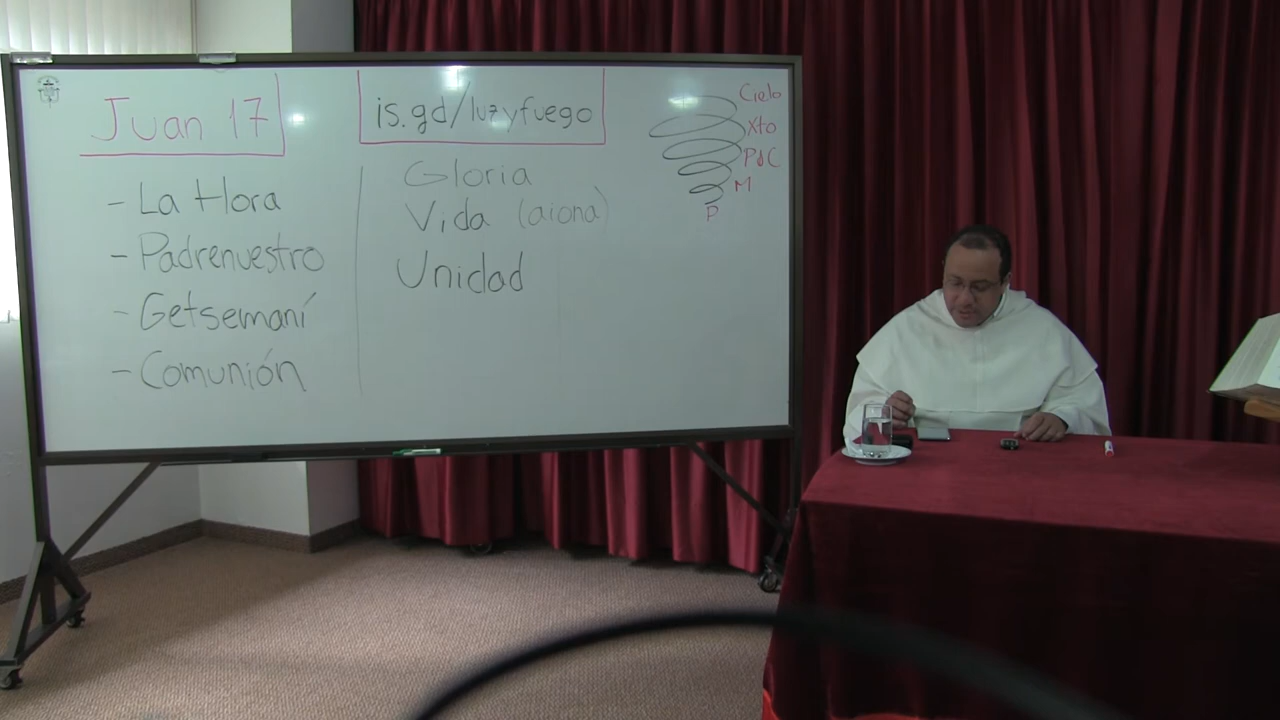 Juan 17
- La Hora
- Padrenuestro
- Getsemaní
- Comunión
is.gd/luzyfuego
Gloria
Vida (aiona)
Unidad
Cielo
Xto
PdC
M
P